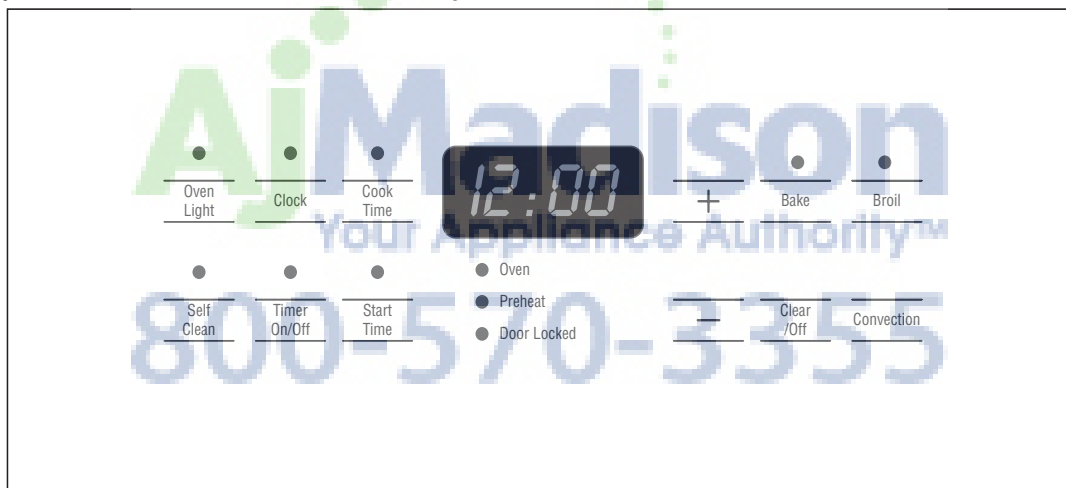 AjMadison
Your Appliance Authority™
800-570-3355
Oven
Light
Clock
Cook
Time
12:00
+
Bake
Broil
Self
Clean
Timer
On/Off
Start
Time
Oven
Preheat
Door Locked
–
Clear
/Off
Convection